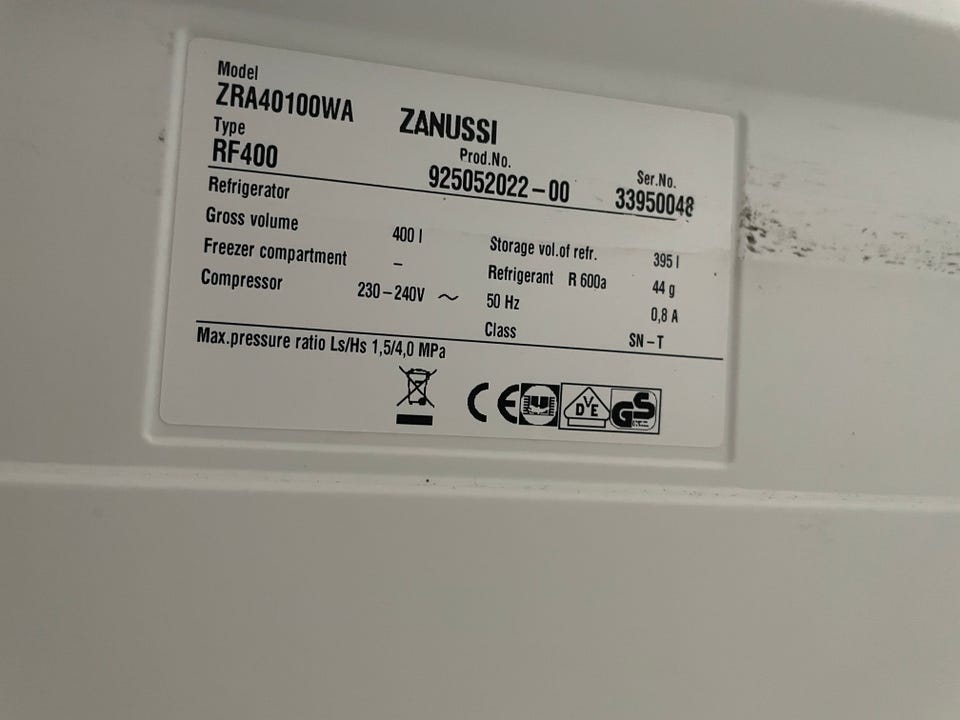 Model
ZRA40100WA ZANUSSI
Type Prod.No. Ser.No.
RF400 925052022-00 33950048
Refrigerator
Gross volume 400 l Storage vol.of refr. 395 l
Freezer compartment – Refrigerant R 600a 44 g
Compressor 230-240V ~ 50 Hz 0,8 A
Class SN-T
Max.pressure ratio Ls/Hs 1,5/4,0 MPa
CE DVE GS